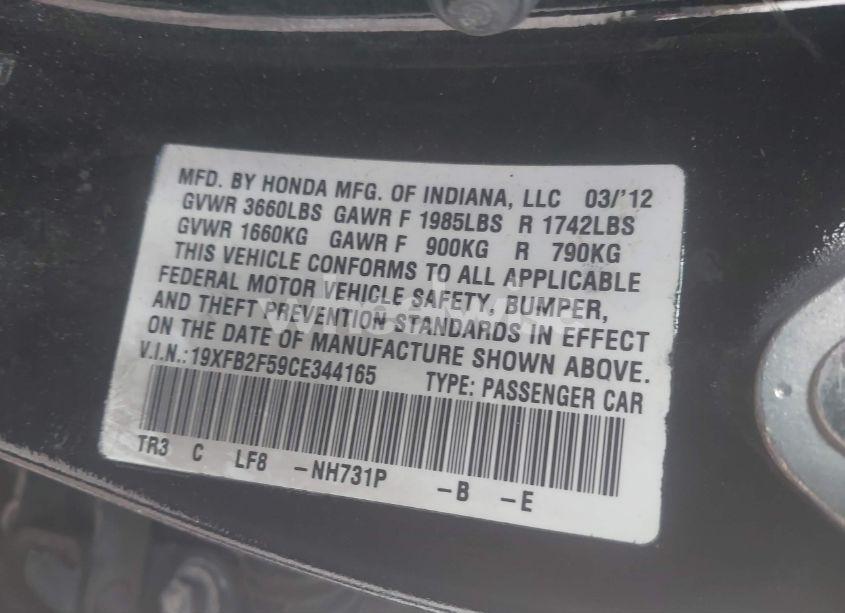 MFD. BY HONDA MFG. OF INDIANA, LLC 03/'12
GVWR 3660LBS GAWR F 1985LBS R 1742LBS
GVWR 1660KG GAWR F 900KG R 790KG
THIS VEHICLE CONFORMS TO ALL APPLICABLE
FEDERAL MOTOR VEHICLE SAFETY, BUMPER,
AND THEFT PREVENTION STANDARDS IN EFFECT
ON THE DATE OF MANUFACTURE SHOWN ABOVE.
V.I.N.:19XFB2F59CE344165 TYPE: PASSENGER CAR
TR3 C LF8 -NH731P -B -E